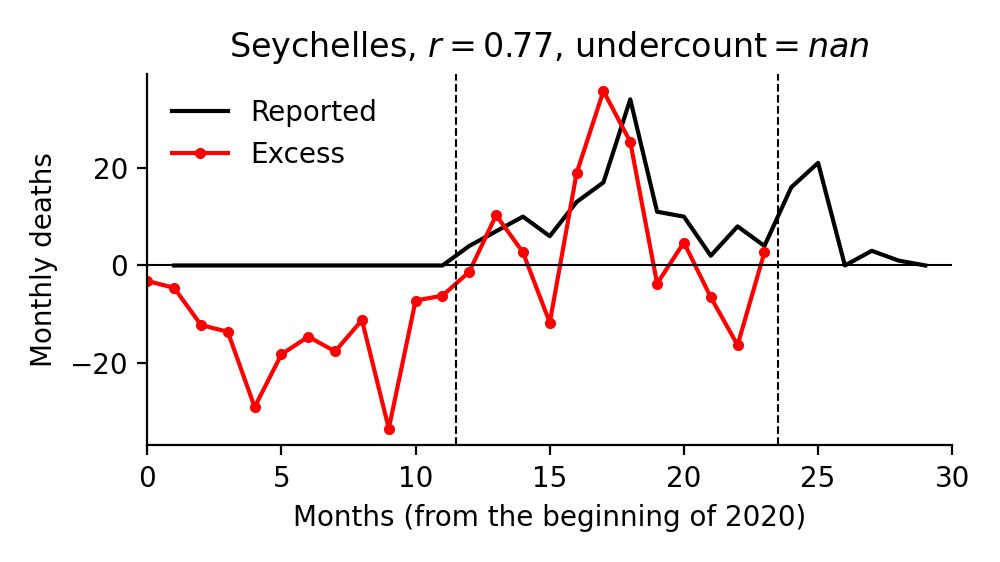 Seychelles, r = 0.77, undercount = nan
Reported
Excess
Monthly deaths
20
0
−20
0 5 10 15 20 25 30
Months (from the beginning of 2020)